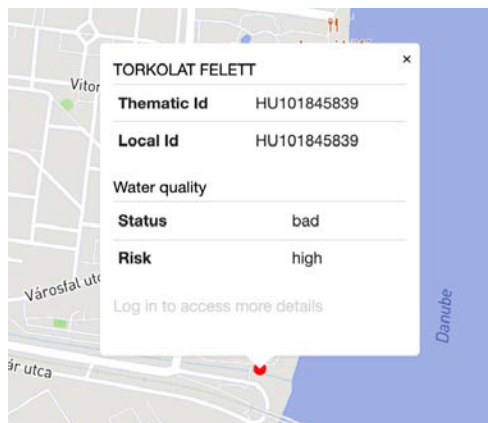 TORKOLAT FELETT
×
Thematic Id HU101845839
Local Id HU101845839
Water quality
Status bad
Risk high
Log in to access more details
Vitor
Városfal utc
ár utca
Danube